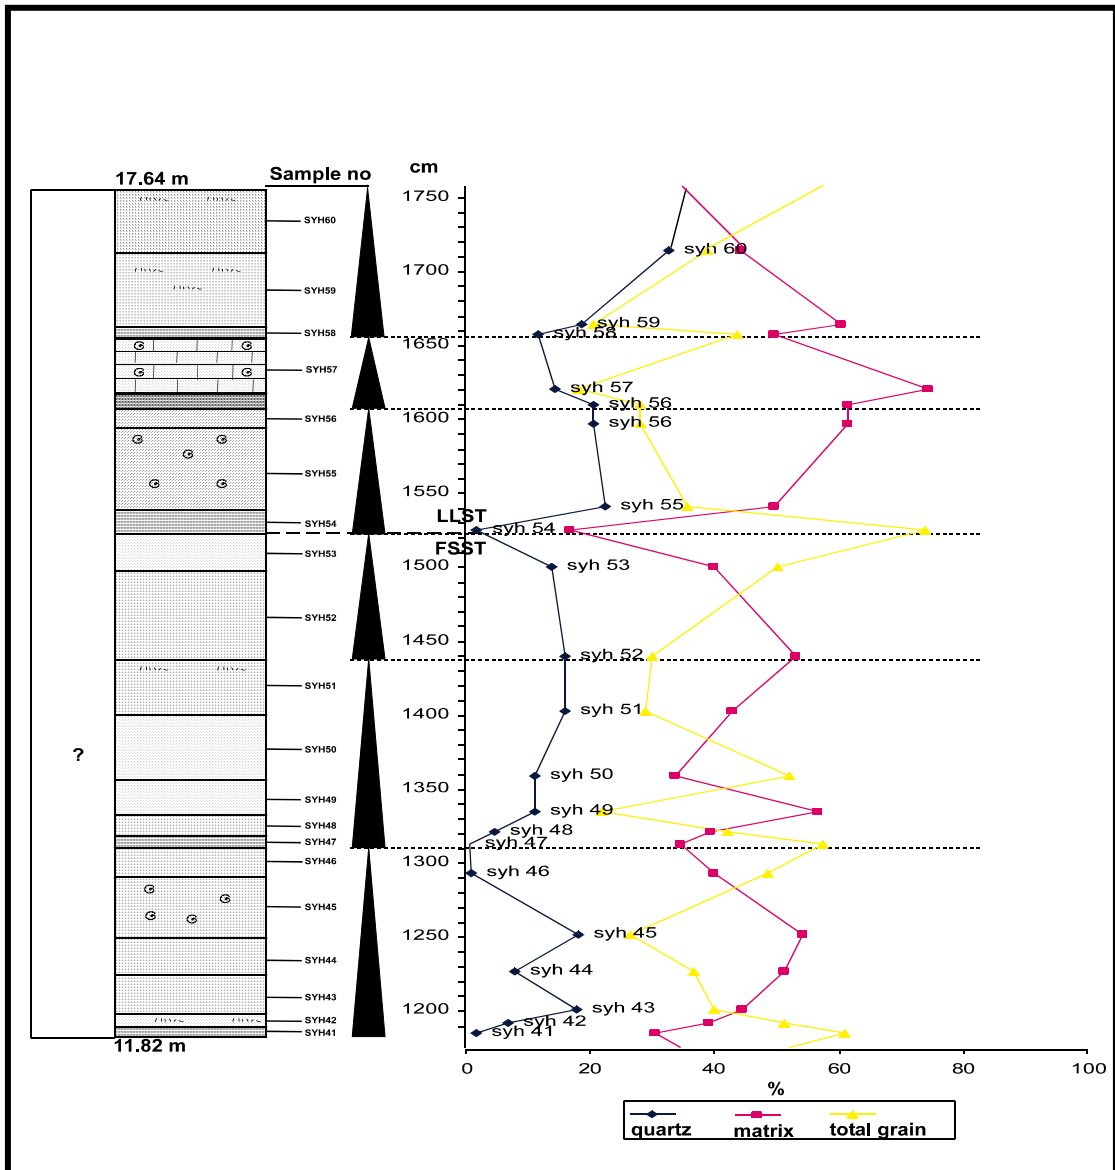 17.64 m
Sample no
cm
SYH60
SYH59
SYH58
SYH57
SYH56
SYH55
SYH54
SYH53
SYH52
SYH51
SYH50
SYH49
SYH48
SYH47
SYH46
SYH45
SYH44
SYH43
SYH42
SYH41
?
11.82 m
1750
1700
1650
1600
1550
1500
1450
1400
1350
1300
1250
1200
LLST
FSST
syh 60
syh 59
syh 58
syh 57
syh 56
syh 56
syh 55
syh 54
syh 53
syh 52
syh 51
syh 50
syh 49
syh 48
syh 47
syh 46
syh 45
syh 44
syh 43
syh 42
syh 41
0 20 40 60 80 100
%
quartz matrix total grain